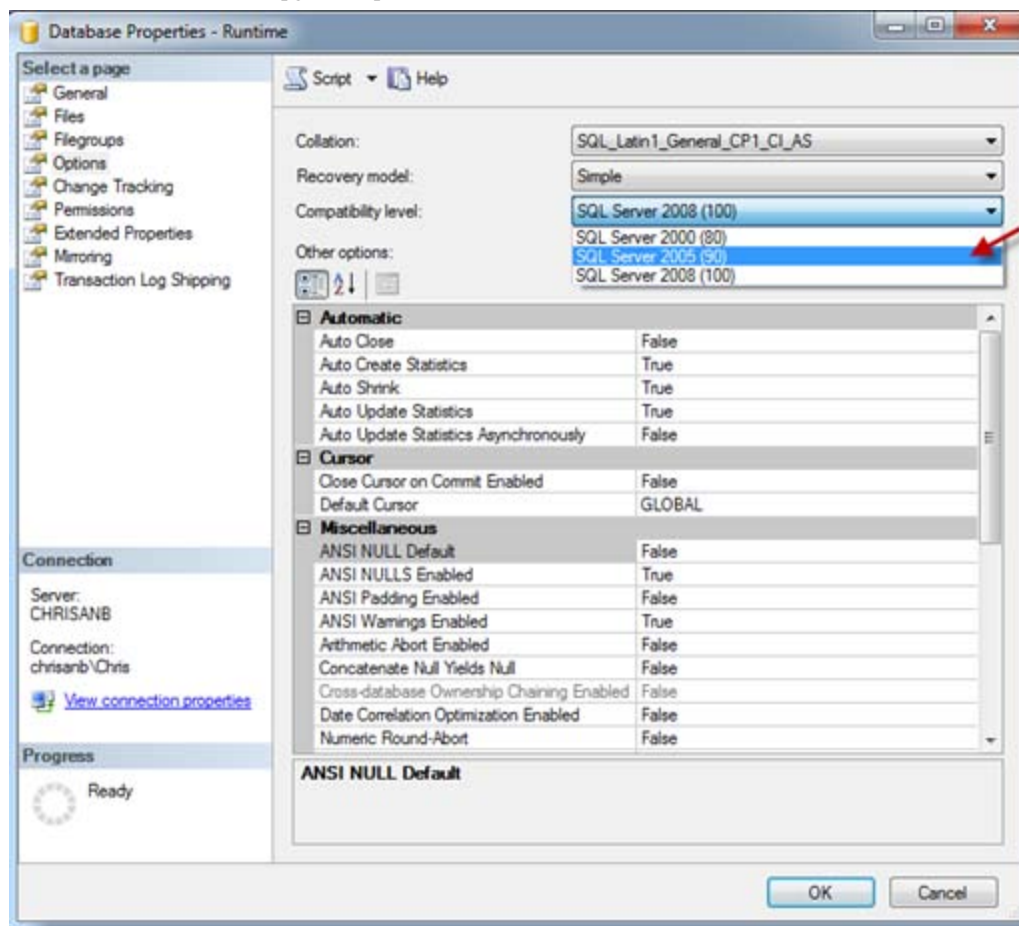 Database Properties - Runtime
Select a page
General
Files
Filegroups
Options
Change Tracking
Permissions
Extended Properties
Mirroring
Transaction Log Shipping
Script Help
Collation: SQL_Latin1_General_CP1_CI_AS
Recovery model: Simple
Compatibility level: SQL Server 2008 (100)
SQL Server 2000 (80)
Other options: SQL Server 2005 (90)
SQL Server 2008 (100)
Automatic
Auto Close False
Auto Create Statistics True
Auto Shrink True
Auto Update Statistics True
Auto Update Statistics Asynchronously False
Cursor
Close Cursor on Commit Enabled False
Default Cursor GLOBAL
Miscellaneous
ANSI NULL Default False
ANSI NULLS Enabled True
ANSI Padding Enabled False
ANSI Warnings Enabled True
Arithmetic Abort Enabled False
Concatenate Null Yields Null False
Cross-database Ownership Chaining Enabled False
Date Correlation Optimization Enabled False
Numeric Round-Abort False
ANSI NULL Default
Connection
Server:
CHRISANB
Connection:
chrisanb\Chris
View connection properties
Progress
Ready
OK Cancel